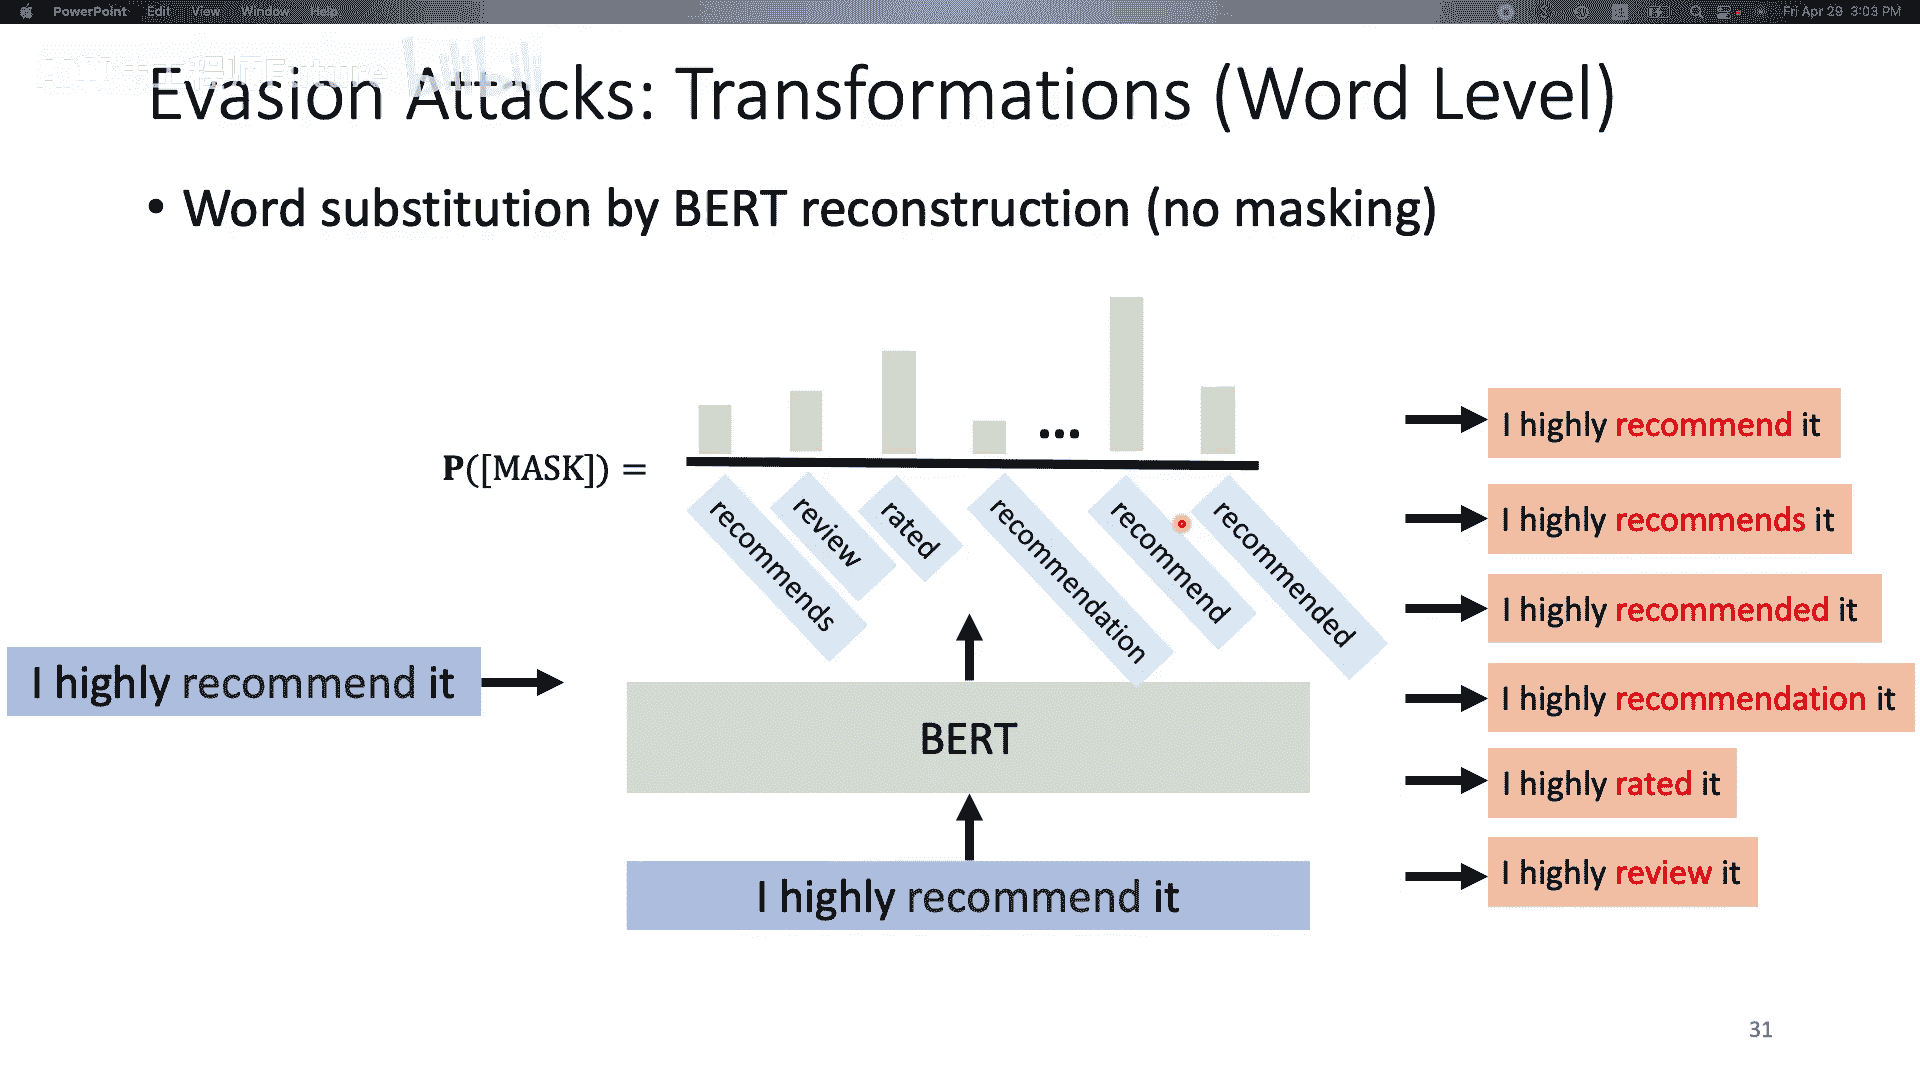 PowerPoint Edit View Window Help
Fri Apr 29 3:03 PM
Evasion Attacks: Transformations (Word Level)
• Word substitution by BERT reconstruction (no masking)
P([MASK]) =
...
recommends
review
rated
recommendation
recommend
recommended
I highly recommend it
BERT
I highly recommend it
I highly recommend it
I highly recommends it
I highly recommended it
I highly recommendation it
I highly rated it
I highly review it
31